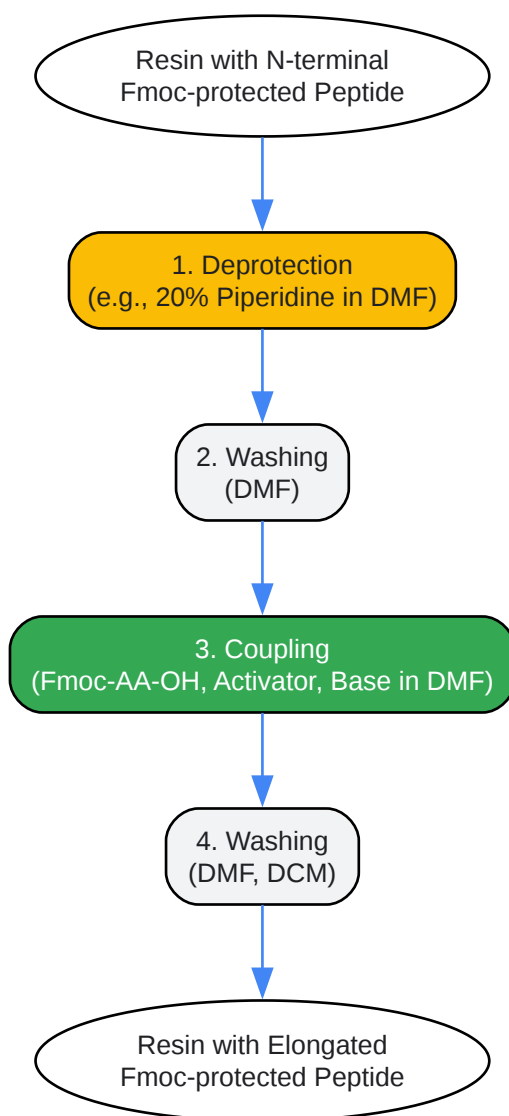 Resin with N-terminal
Fmoc-protected Peptide
1. Deprotection
(e.g., 20% Piperidine in DMF)
2. Washing
(DMF)
3. Coupling
(Fmoc-AA-OH, Activator, Base in DMF)
4. Washing
(DMF, DCM)
Resin with Elongated
Fmoc-protected Peptide